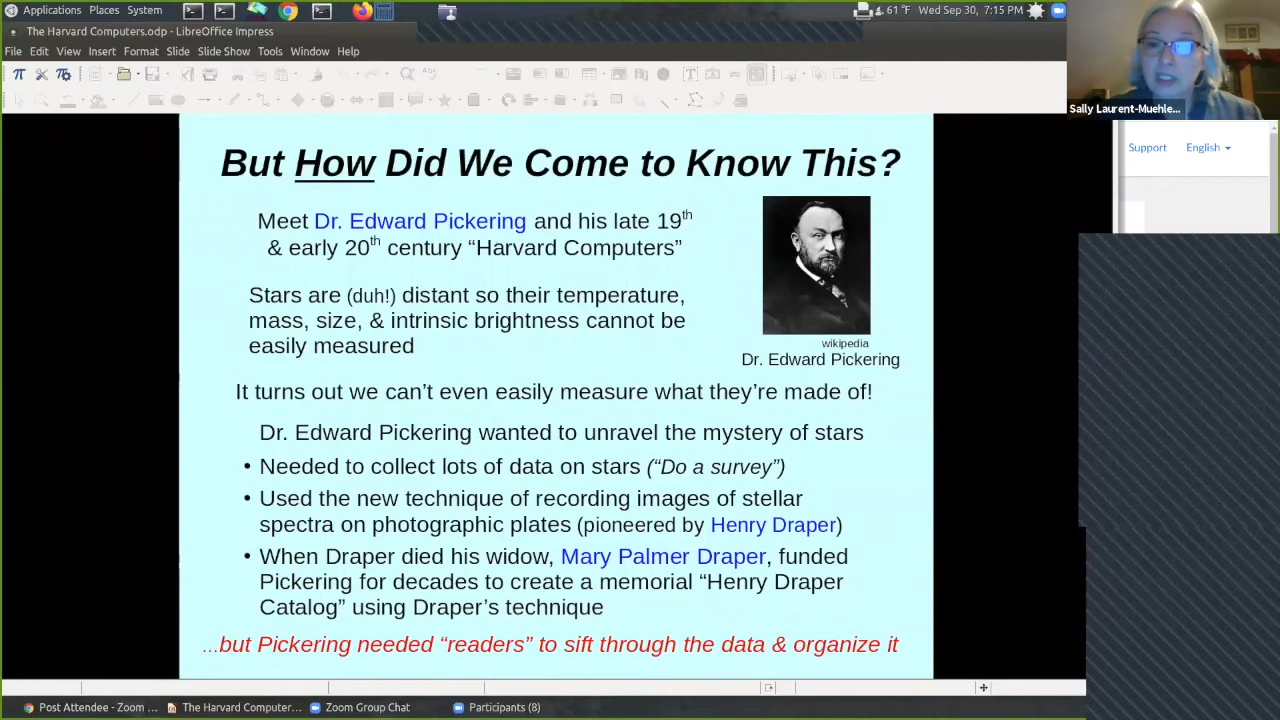 Applications Places System
61 °F Wed Sep 30, 7:15 PM
The Harvard Computers.odp - LibreOffice Impress
File Edit View Insert Format Slide Slide Show Tools Window Help
Sally Laurent-Muehle...
Support English
But How Did We Come to Know This?
Meet Dr. Edward Pickering and his late 19th
& early 20th century “Harvard Computers”
Stars are (duh!) distant so their temperature,
mass, size, & intrinsic brightness cannot be
easily measured
wikipedia
Dr. Edward Pickering
It turns out we can’t even easily measure what they’re made of!
Dr. Edward Pickering wanted to unravel the mystery of stars
• Needed to collect lots of data on stars (“Do a survey”)
• Used the new technique of recording images of stellar
spectra on photographic plates (pioneered by Henry Draper)
• When Draper died his widow, Mary Palmer Draper, funded
Pickering for decades to create a memorial “Henry Draper
Catalog” using Draper’s technique
...but Pickering needed “readers” to sift through the data & organize it
Post Attendee - Zoom ... The Harvard Computer... Zoom Group Chat Participants (8)